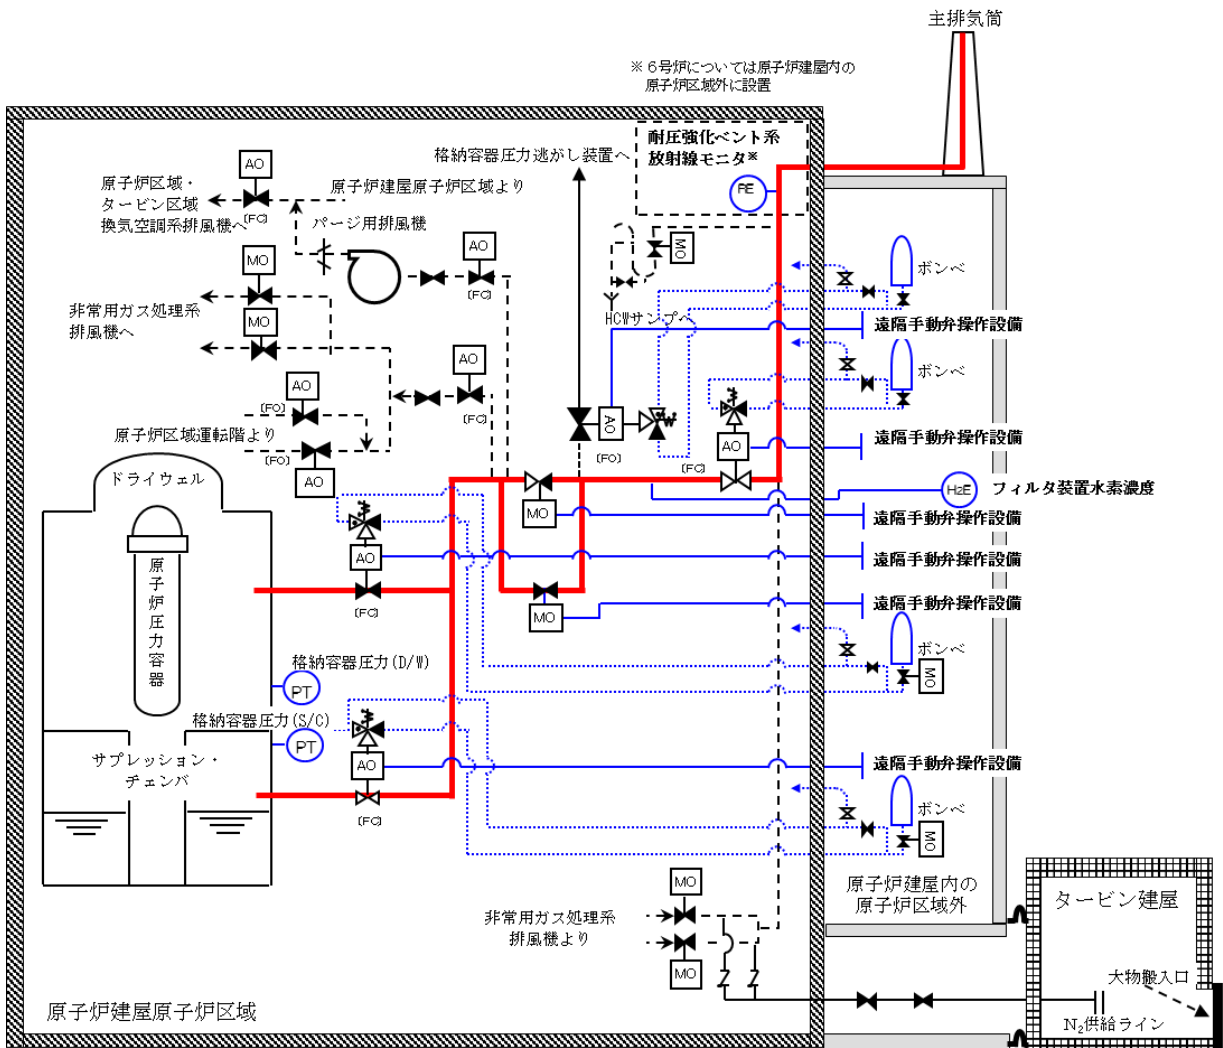 主排気筒
※６号炉については原子炉建屋内の
原子炉区域外に設置
耐圧強化ベント系
放射線モニタ※
RE
格納容器圧力逃がし装置へ
AO
原子炉区域・
タービン区域
換気空調系排風機へ
(FC)
原子炉建屋原子炉区域より
パージ用排風機
AO
(FC)
MO
MO
非常用ガス処理系
排風機へ
MO
HCWサンプへ
ボンベ
遠隔手動弁操作設備
ボンベ
AO
(FC)
AO
(FO)
原子炉区域運転階より
(FO)
AO
AO
(FO)
(FC)
AO
遠隔手動弁操作設備
ドライウェル
H2E
フィルタ装置水素濃度
MO
遠隔手動弁操作設備
AO
(FC)
遠隔手動弁操作設備
原子炉圧力容器
MO
遠隔手動弁操作設備
ボンベ
MO
格納容器圧力(D/W)
PT
格納容器圧力(S/C)
PT
サプレッション・
チェンバ
AO
(FC)
遠隔手動弁操作設備
ボンベ
MO
原子炉建屋内の
原子炉区域外
MO
非常用ガス処理系
排風機より
MO
タービン建屋
大物搬入口
N₂供給ライン
原子炉建屋原子炉区域